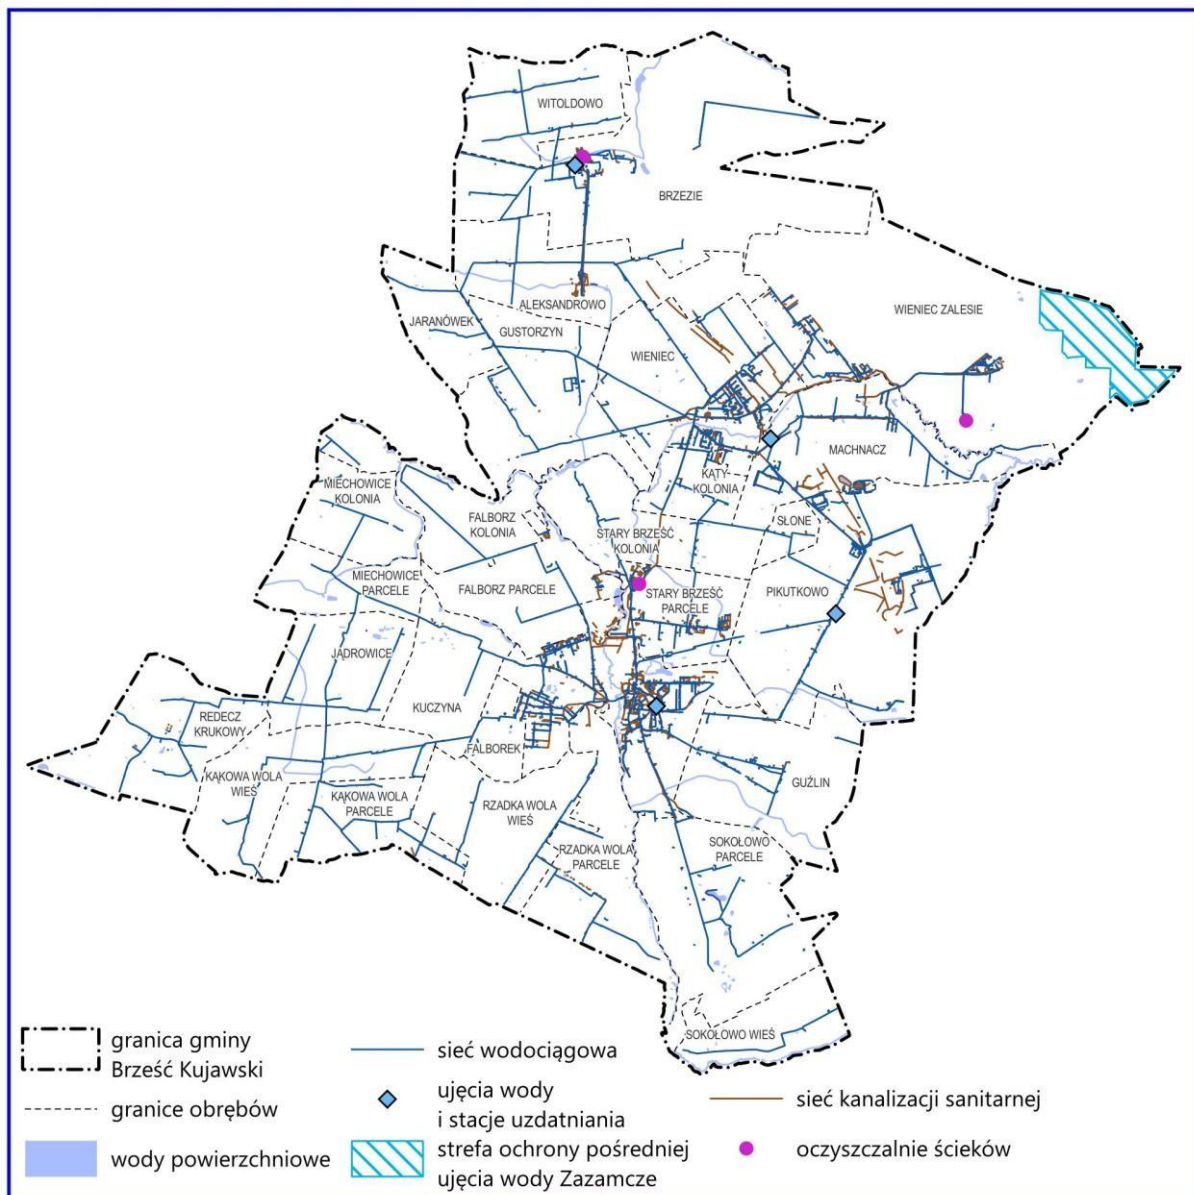 WITOLDOWO
BRZEZIE
WIENIEC ZALESIE
ALEKSANDROWO
JARANÓWEK
GUSTORZYN
WIENIEC
MACHNACZ
KĄTY
KOLONIA
MIECHOWICE
KOLONIA
FALBORZ
KOLONIA
SŁONE
STARY BRZEŚĆ
KOLONIA
MIECHOWICE
PARCELE
FALBORZ PARCELE
STARY BRZEŚĆ
PARCELE
PIKUTKOWO
JĄDROWICE
KUCZYNA
REDECZ
KRUKOWY
FALBOREK
KĄKOWA WOLA
WIEŚ
KĄKOWA WOLA
PARCELE
RZADKA WOLA
WIEŚ
GUŹLIN
RZADKA WOLA
PARCELE
SOKOŁOWO
PARCELE
SOKOŁOWO WIEŚ
granica gminy
Brześć Kujawski
granice obrębów
wody powierzchniowe
sieć wodociągowa
ujęcia wody
i stacje uzdatniania
strefa ochrony pośredniej
ujęcia wody Zazamcze
sieć kanalizacji sanitarnej
oczyszczalnie ścieków